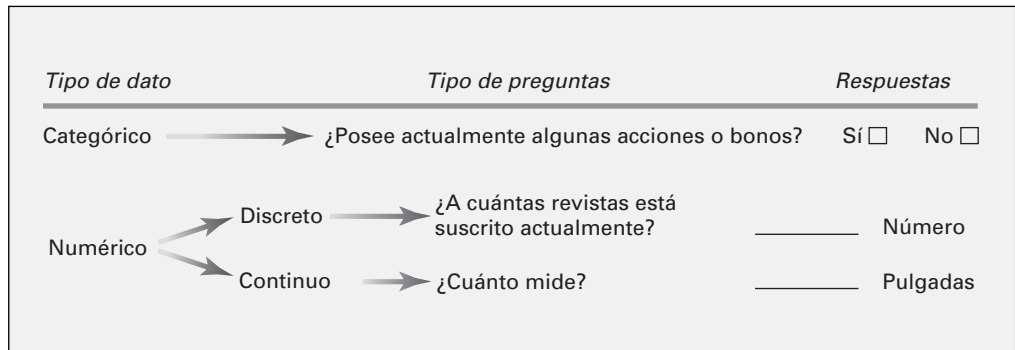 Tipo de dato Tipo de preguntas Respuestas
Categórico ¿Posee actualmente algunas acciones o bonos? Sí No
Numérico
Discreto ¿A cuántas revistas está
suscrito actualmente? Número
Continuo ¿Cuánto mide? Pulgadas